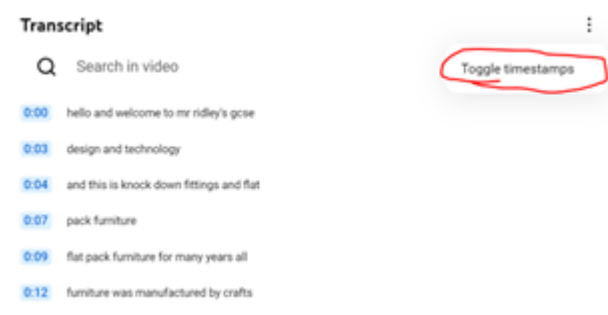 Transcript
Search in video
Toggle timestamps
0:00 hello and welcome to mr ridley's gcse
0:03 design and technology
0:04 and this is knock down fittings and flat
0:07 pack furniture
0:09 flat pack furniture for many years all
0:12 furniture was manufactured by crafts